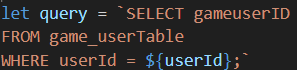 let query = `SELECT gameuserID
FROM game_userTable
WHERE userId = ${userId};`